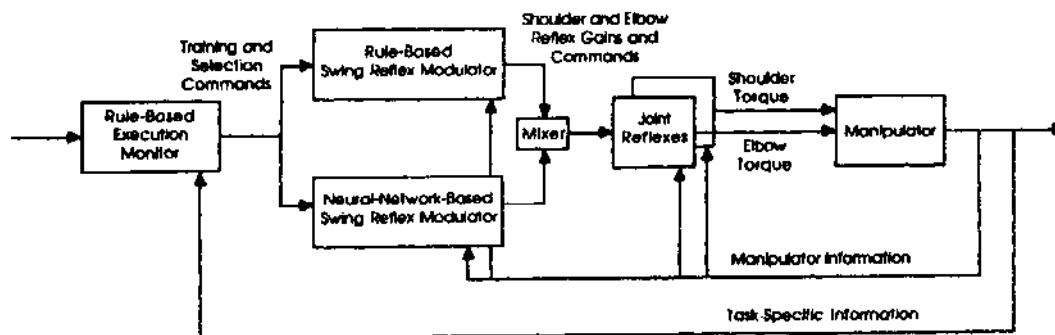 Training and
Selection
Commands
Rule-Based
Swing Reflex Modulator
Shoulder and Elbow
Reflex Gains and
Commands
Rule-Based
Execution
Monitor
Mixer
Joint
Reflexes
Shoulder
Torque
Elbow
Torque
Manipulator
Neural-Network-Based
Swing Reflex Modulator
Manipulator Information
Task-Specific Information